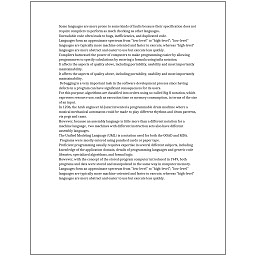 Some languages are more prone to some kinds of faults because their specification does not
require compilers to perform as much checking as other languages.
Unreadable code often leads to bugs, inefficiencies, and duplicated code.
Languages form an approximate spectrum from "low-level" to "high-level"; "low-level"
languages are typically more machine-oriented and faster to execute, whereas "high-level"
languages are more abstract and easier to use but execute less quickly.
Compilers harnessed the power of computers to make programming easier by allowing
programmers to specify calculations by entering a formula using infix notation.
It affects the aspects of quality above, including portability, usability and most importantly
maintainability.
It affects the aspects of quality above, including portability, usability and most importantly
maintainability.
Debugging is a very important task in the software development process since having
defects in a program can have significant consequences for its users.
For this purpose, algorithms are classified into orders using so-called Big O notation, which
expresses resource use, such as execution time or memory consumption, in terms of the size
of an input.
In 1206, the Arab engineer Al-Jazari invented a programmable drum machine where a
musical mechanical automaton could be made to play different rhythms and drum patterns,
via pegs and cams.
However, because an assembly language is little more than a different notation for a
machine language, two machines with different instruction sets also have different
assembly languages.
The Unified Modeling Language (UML) is a notation used for both the OOAD and MDA.
Programs were mostly entered using punched cards or paper tape.
Proficient programming usually requires expertise in several different subjects, including
knowledge of the application domain, details of programming languages and generic code
libraries, specialized algorithms, and formal logic.
However, with the concept of the stored-program computer introduced in 1949, both
programs and data were stored and manipulated in the same way in computer memory.
Languages form an approximate spectrum from "low-level" to "high-level"; "low-level"
languages are typically more machine-oriented and faster to execute, whereas "high-level"
languages are more abstract and easier to use but execute less quickly.